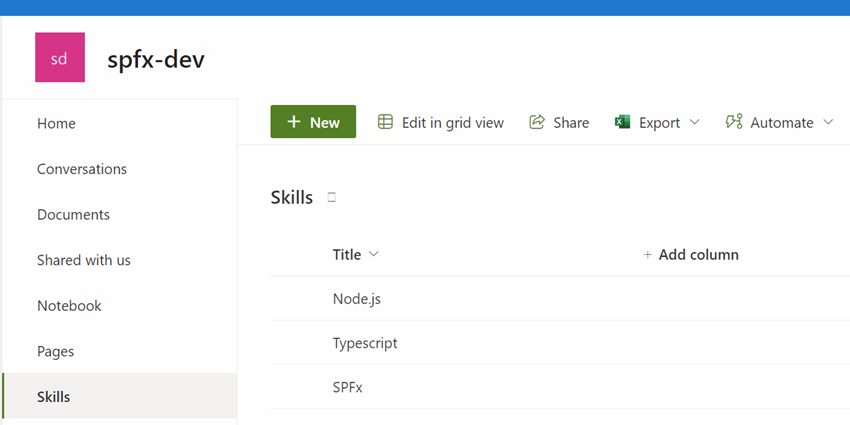 sd
spfx-dev
Home
Conversations
Documents
Shared with us
Notebook
Pages
Skills
+ New
Edit in grid view
Share
Export
Automate
Skills
Title
+ Add column
Node.js
Typescript
SPFx